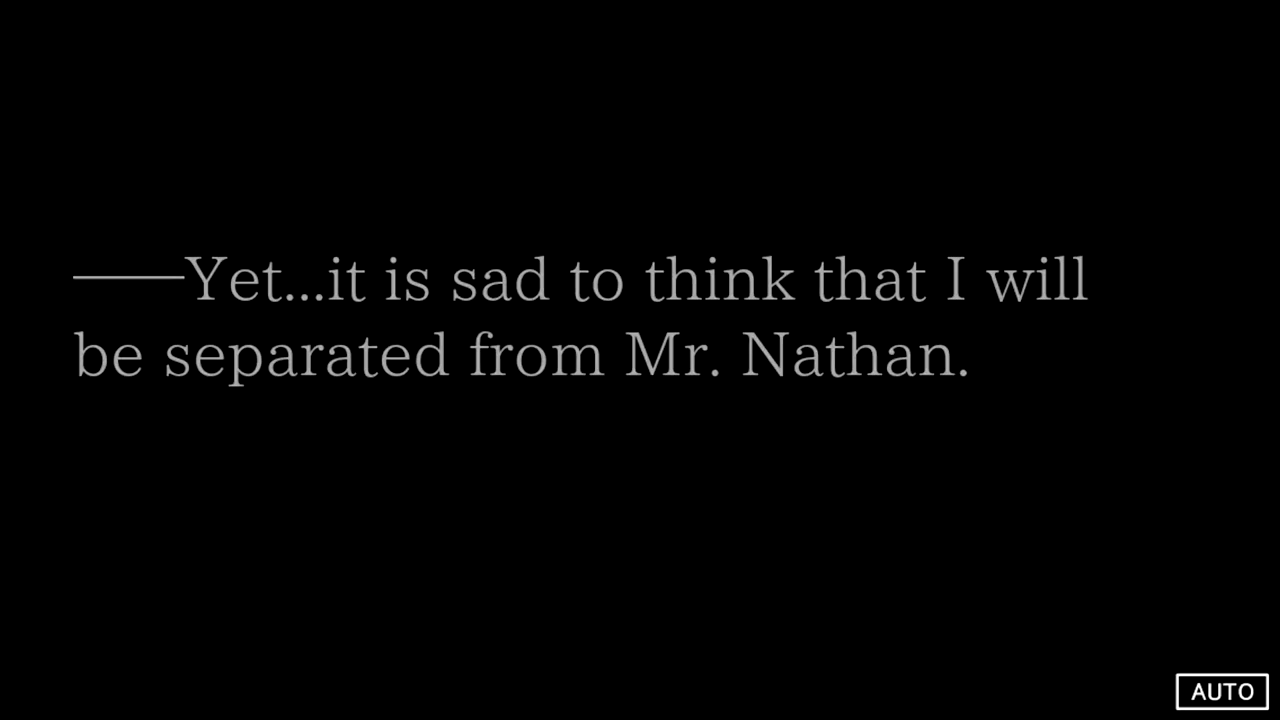 ——Yet...it is sad to think that I will
be separated from Mr. Nathan.
AUTO